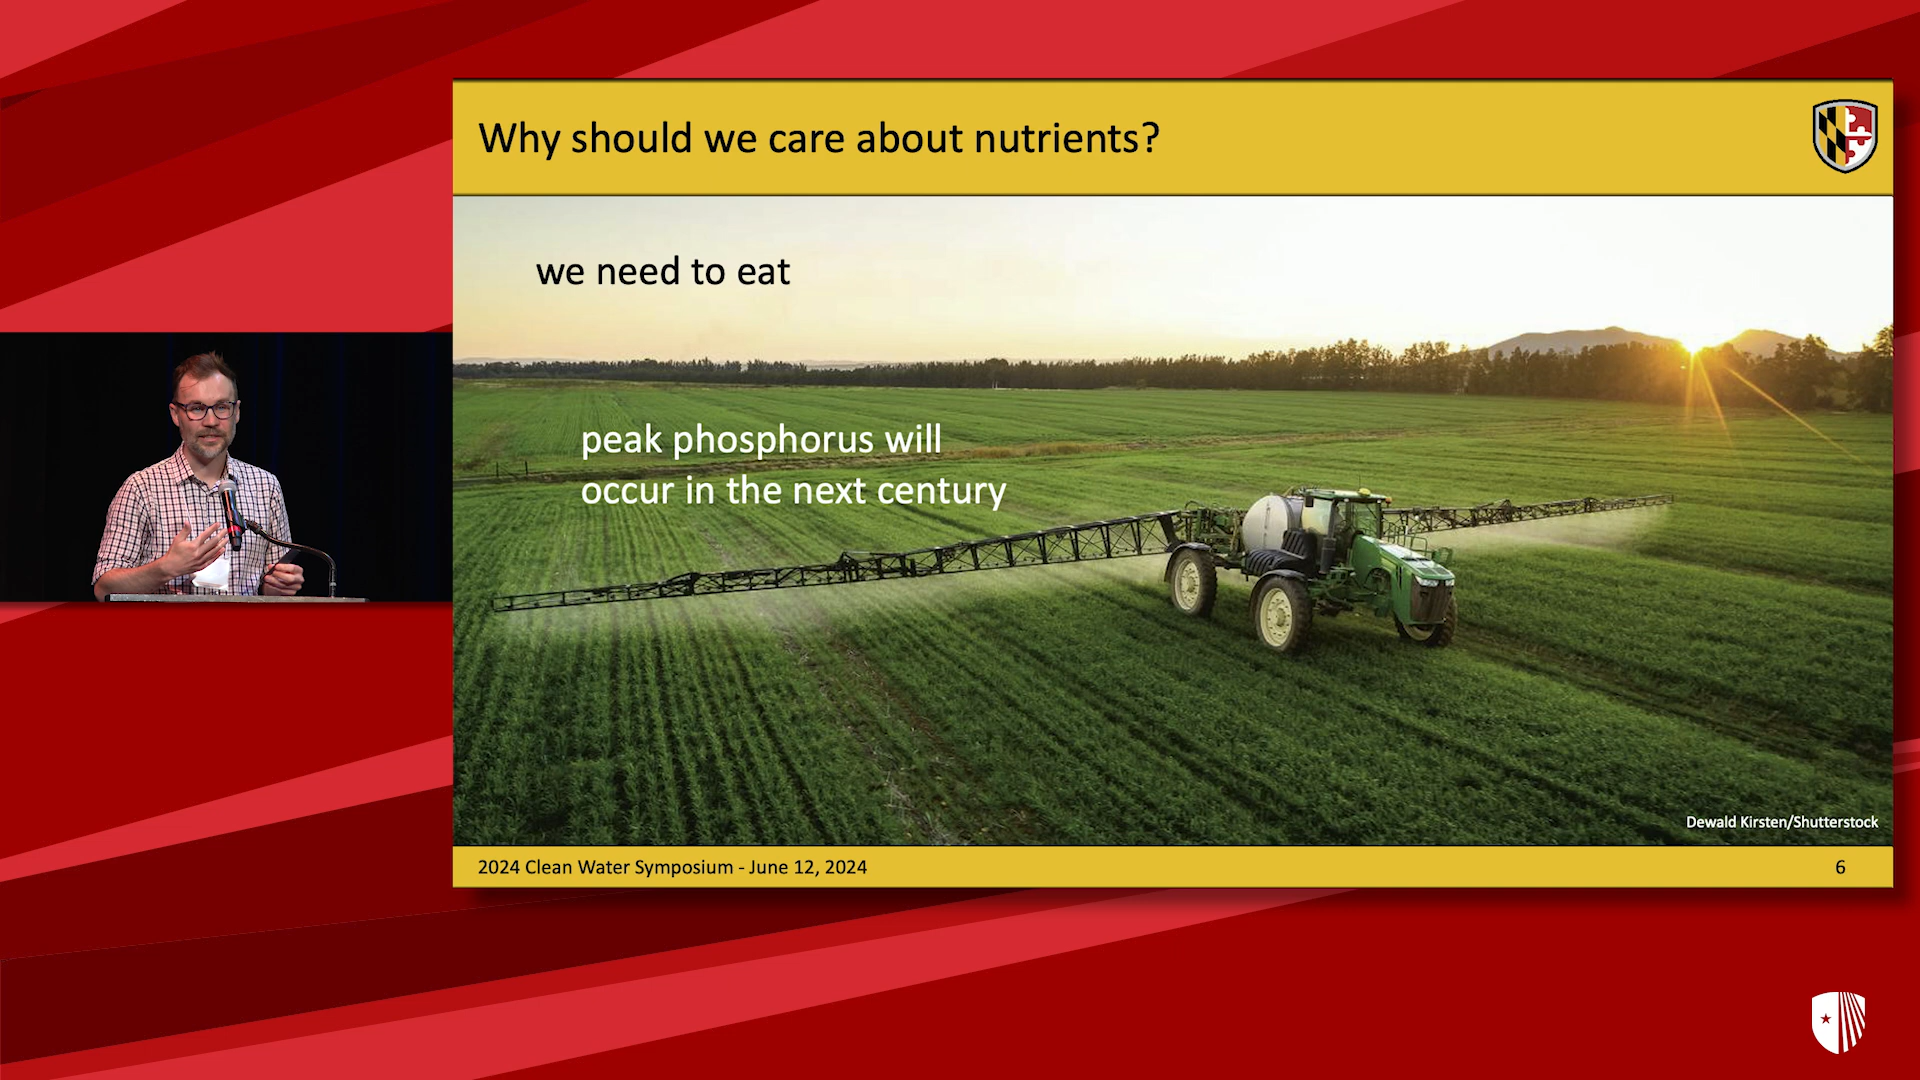 Why should we care about nutrients?
we need to eat
peak phosphorus will
occur in the next century
Dewald Kirsten/Shutterstock
2024 Clean Water Symposium - June 12, 2024
6